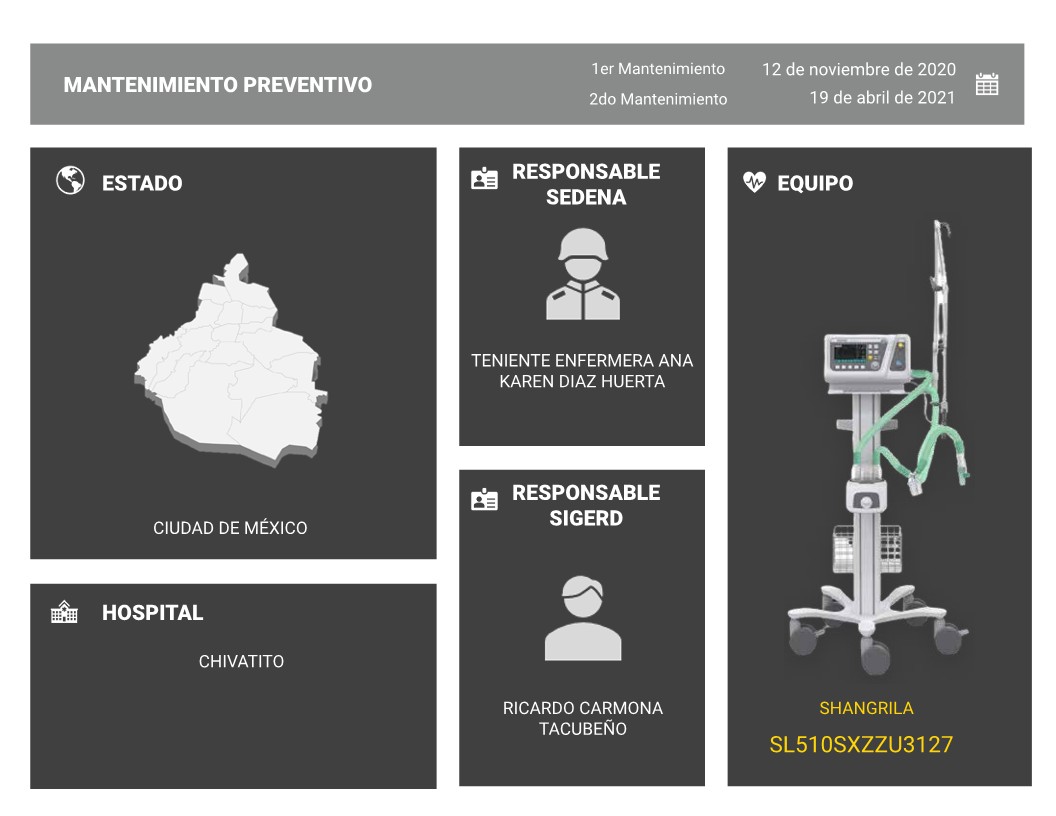 MANTENIMIENTO PREVENTIVO
1er Mantenimiento
12 de noviembre de 2020
2do Mantenimiento
19 de abril de 2021
ESTADO
CIUDAD DE MÉXICO
HOSPITAL
CHIVATITO
RESPONSABLE
SEDENA
TENIENTE ENFERMERA ANA
KAREN DIAZ HUERTA
RESPONSABLE
SIGERD
RICARDO CARMONA
TACUBEÑO
EQUIPO
SHANGRILA
SL510SXZZU3127